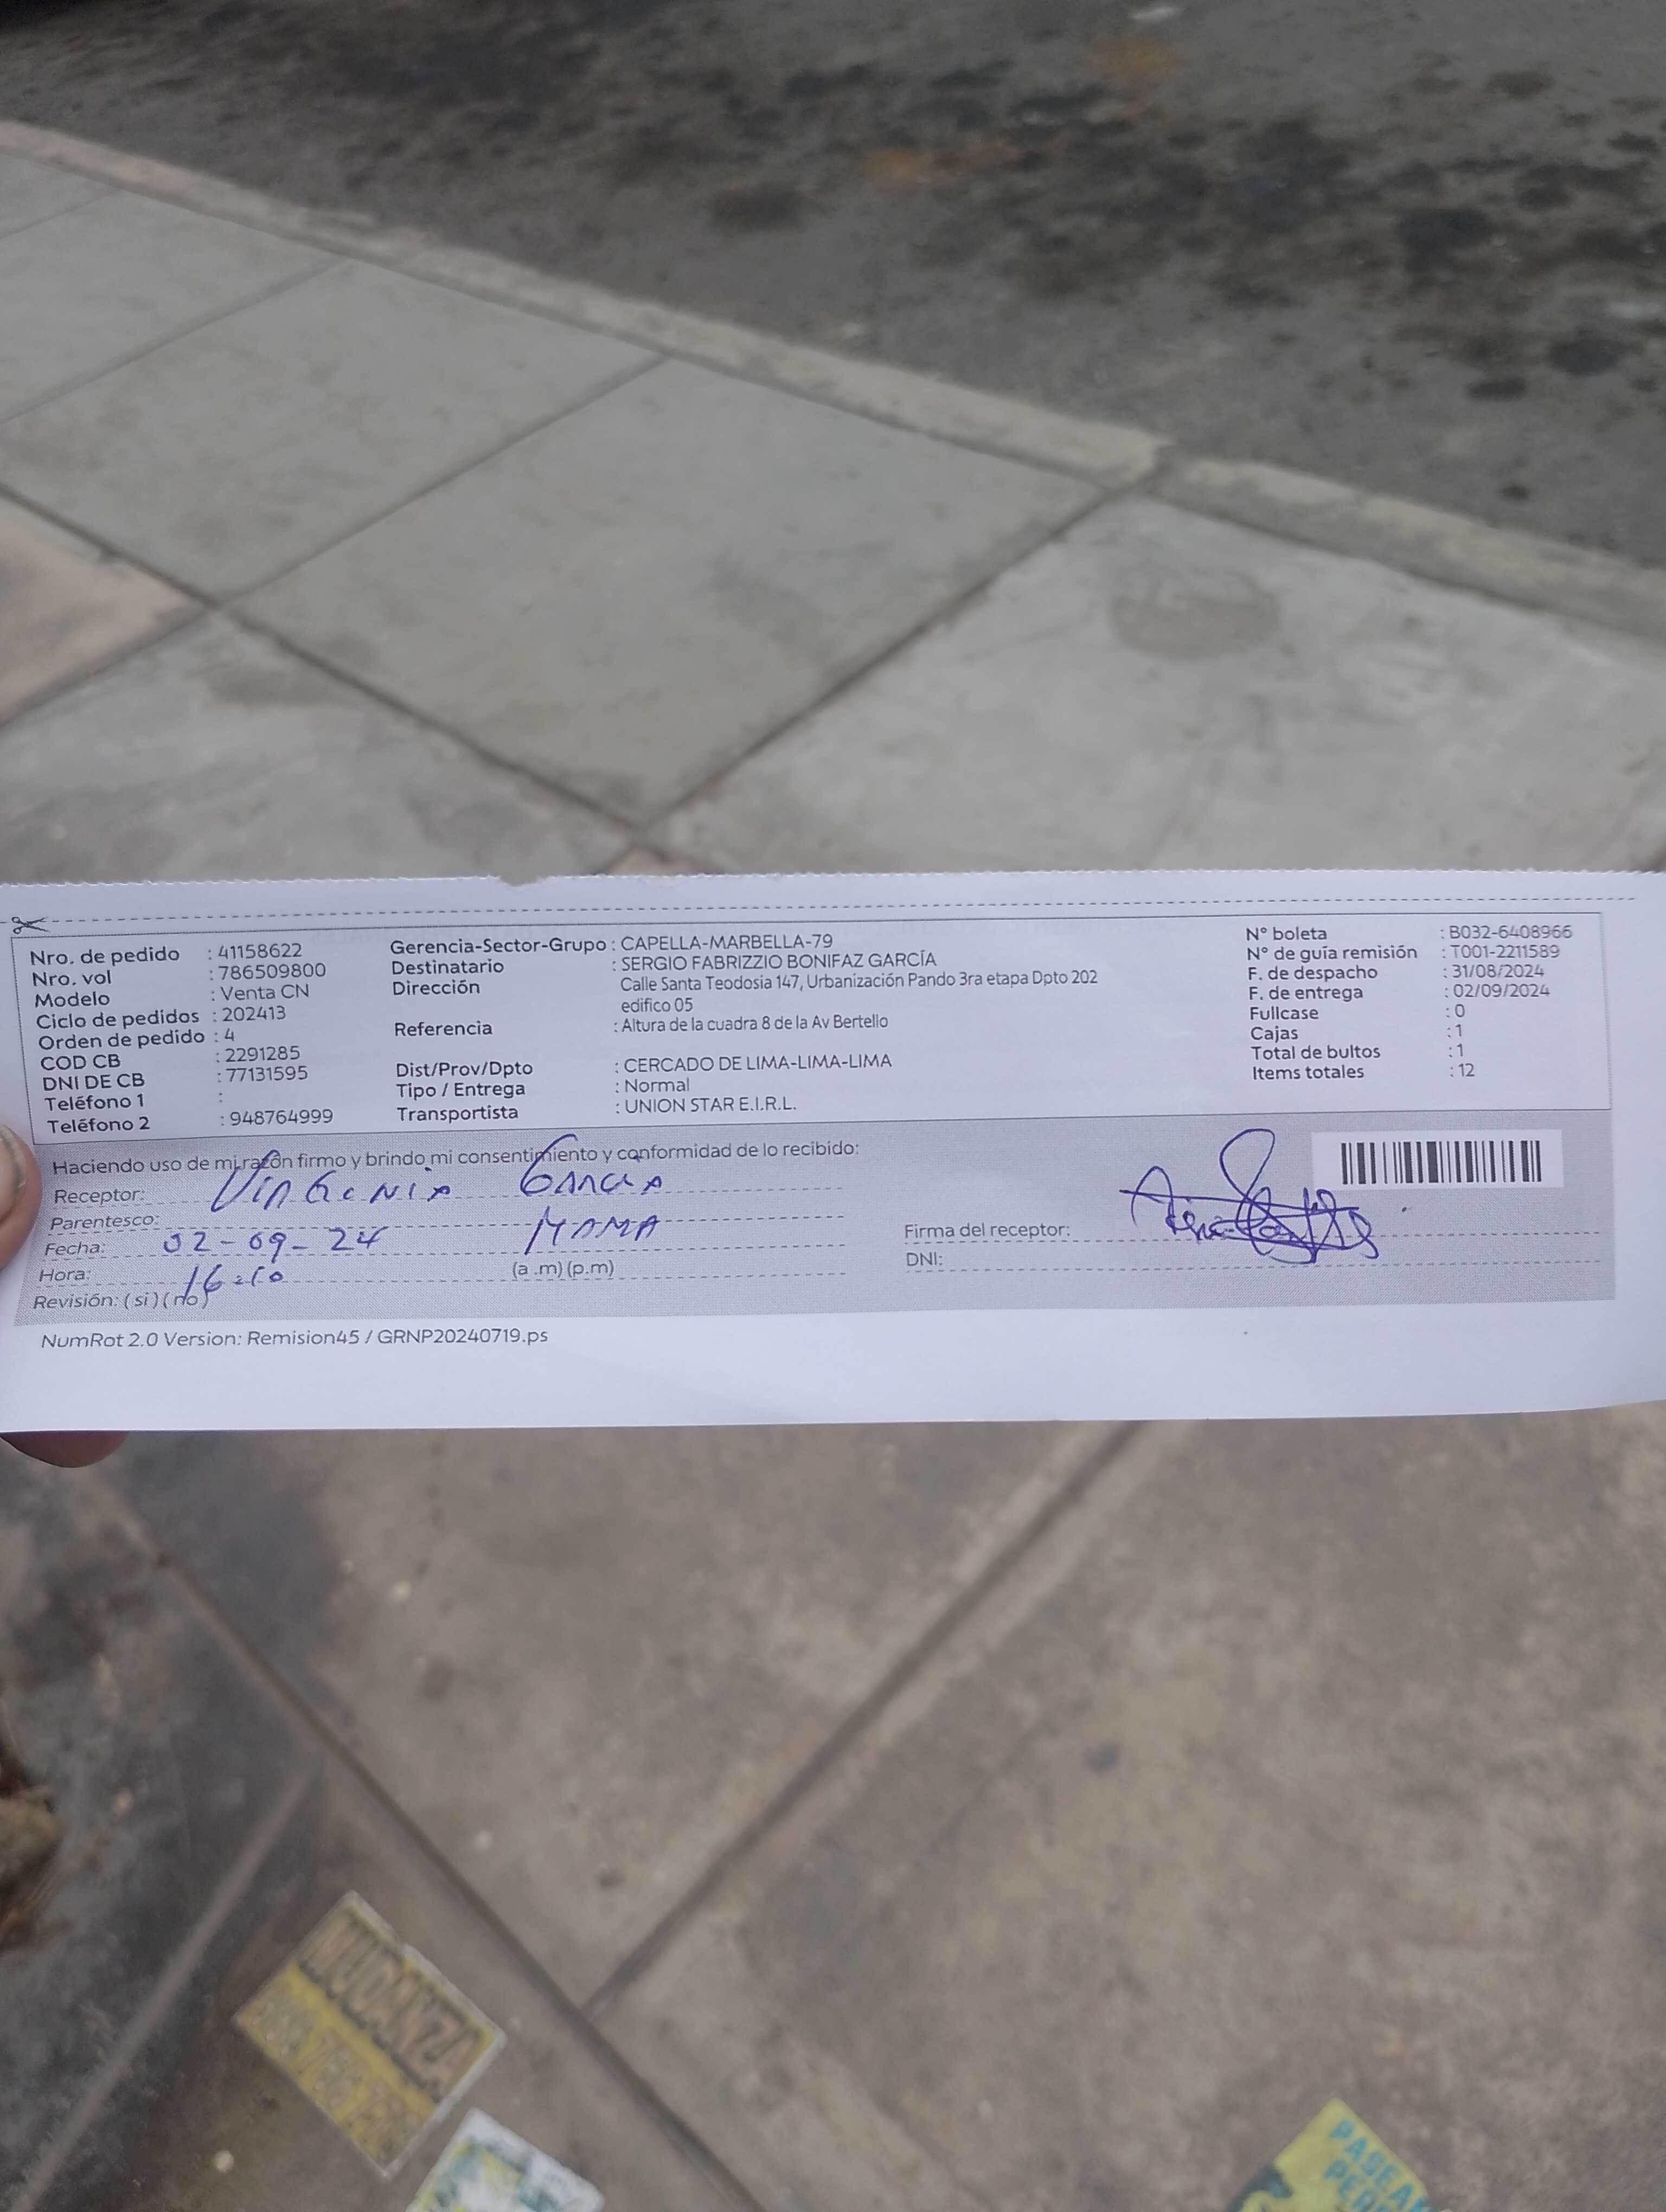 Nro. de pedido : 41158622
Nro. vol : 786509800
Modelo : Venta CN
Ciclo de pedidos : 202413
Orden de pedido : 4
COD CB : 2291285
DNI DE CB : 77131595
Teléfono 1 :
Teléfono 2 : 948764999
Gerencia-Sector-Grupo : CAPELLA-MARBELLA-79
Destinatario : SERGIO FABRIZZIO BONIFAZ GARCÍA
Dirección Calle Santa Teodosia 147, Urbanización Pando 3ra etapa Dpto 202
edifico 05
Referencia : Altura de la cuadra 8 de la Av Bertello
Dist/Prov/Dpto : CERCADO DE LIMA-LIMA-LIMA
Tipo / Entrega : Normal
Transportista : UNION STAR E.I.R.L.
N° boleta : B032-6408966
N° de guía remisión : T001-2211589
F. de despacho : 31/08/2024
F. de entrega : 02/09/2024
Fullcase : 0
Cajas : 1
Total de bultos : 1
Items totales : 12
Haciendo uso de mi razón firmo y brindo mi consentimiento y conformidad de lo recibido:
Receptor: VIRGENIA GARCIA
Parentesco: MAMA
Fecha: 02-09-24
Hora: 16:10 (a .m) (p.m)
Revisión: ( si ) ( no )
Firma del receptor:
DNI:
NumRot 2.0 Version: Remision45 / GRNP20240719.ps
MUDANZA